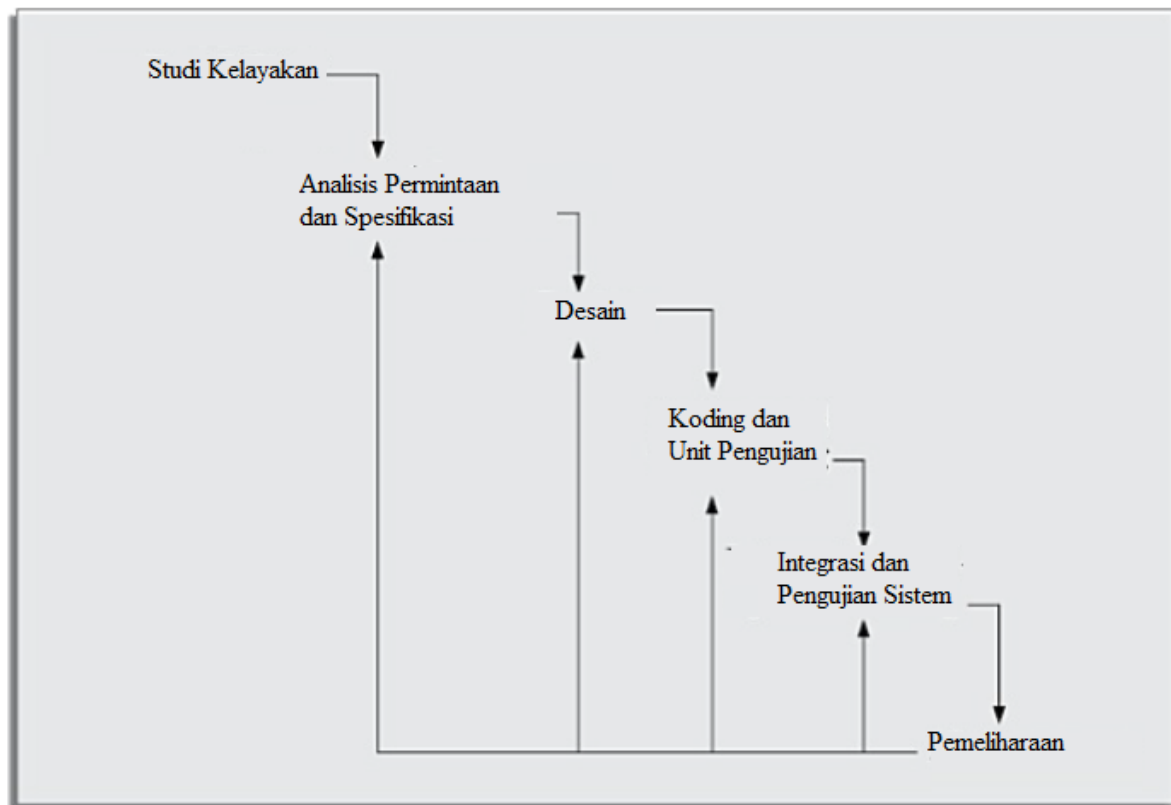 Studi Kelayakan
Analisis Permintaan
dan Spesifikasi
Desain
Koding dan
Unit Pengujian
Integrasi dan
Pengujian Sistem
Pemeliharaan